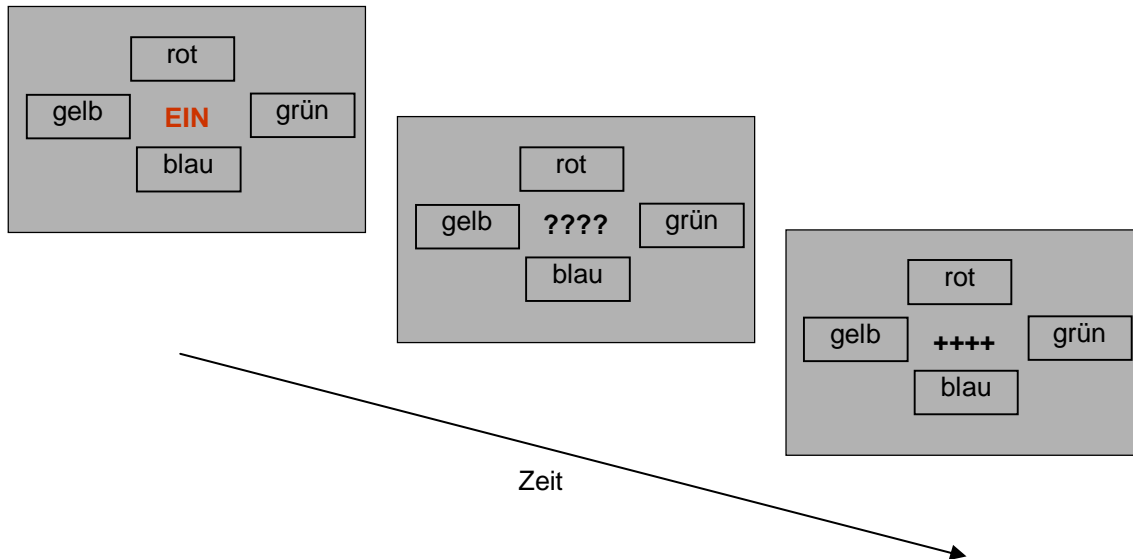 rot
gelb EIN grün
blau
rot
gelb ???? grün
blau
rot
gelb ++++ grün
blau
Zeit